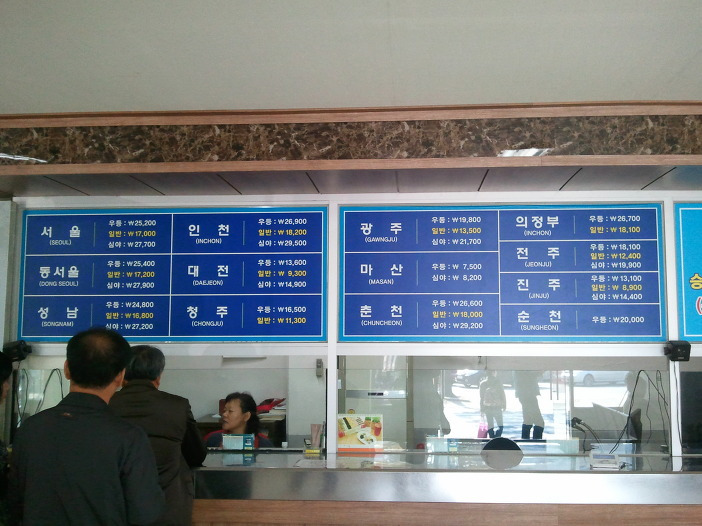 서울
(SEOUL)
우등 : ₩25,200
일반 : ₩17,000
심야 : ₩27,700
인천
(INCHON)
우등 : ₩26,900
일반 : ₩18,200
심야 : ₩29,500
동서울
(DONG SEOUL)
우등 : ₩25,400
일반 : ₩17,200
심야 : ₩27,900
대전
(DAEJEON)
우등 : ₩13,600
일반 : ₩ 9,300
심야 : ₩14,900
성남
(SONGNAM)
우등 : ₩24,800
일반 : ₩16,800
심야 : ₩27,200
청주
(CHONGJU)
우등 : ₩16,500
일반 : ₩11,300
광주
(GAWNGJU)
우등 : ₩19,800
일반 : ₩13,500
심야 : ₩21,700
마산
(MASAN)
우등 : ₩ 7,500
심야 : ₩ 8,200
춘천
(CHUNCHEON)
우등 : ₩26,600
일반 : ₩18,000
심야 : ₩29,200
의정부
(INCHON)
우등 : ₩26,700
일반 : ₩18,100
전주
(JEONJU)
우등 : ₩18,100
일반 : ₩12,400
심야 : ₩19,900
진주
(JINJU)
우등 : ₩13,100
일반 : ₩ 8,900
심야 : ₩14,400
순천
(SUNGHEON)
우등 : ₩20,000
승